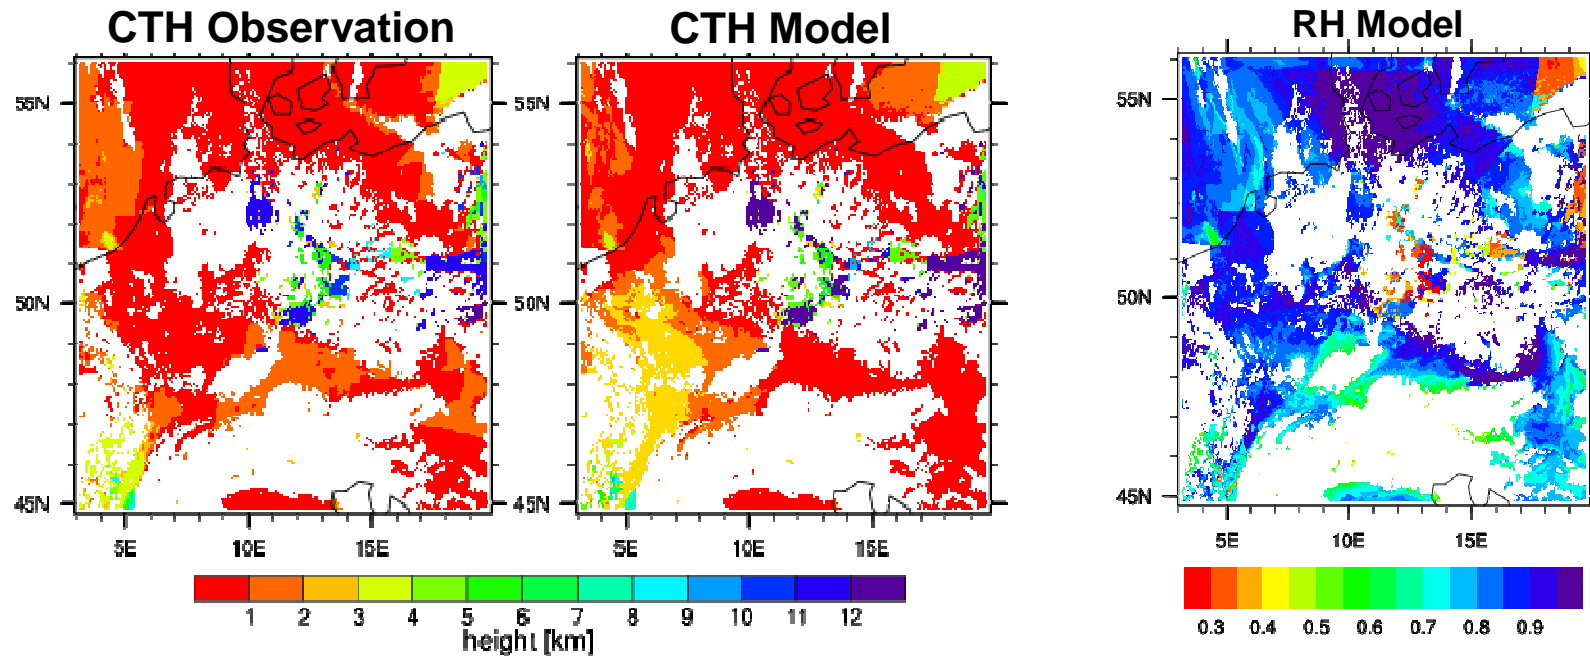 CTH Observation
CTH Model
RH Model
55N
50N
45N
5E 10E 15E
55N
50N
45N
5E 10E 15E
55N
50N
45N
5E 10E 15E
1 2 3 4 5 6 7 8 9 10 11 12
height [km]
0.3 0.4 0.5 0.6 0.7 0.8 0.9